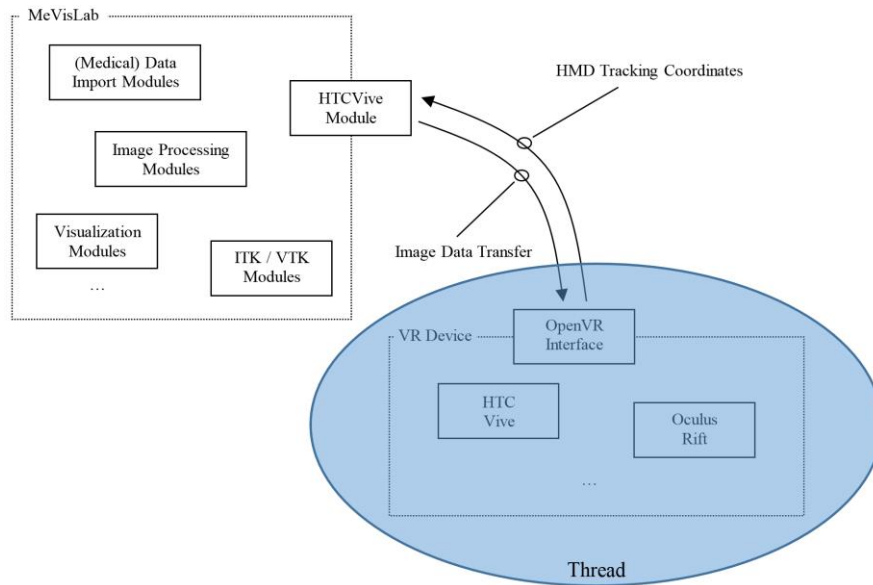 MeVisLab
(Medical) Data
Import Modules
HTCVive
Module
HMD Tracking Coordinates
Image Processing
Modules
Visualization
Modules
…
ITK / VTK
Modules
Image Data Transfer
VR Device
OpenVR
Interface
HTC
Vive
Oculus
Rift
…
Thread